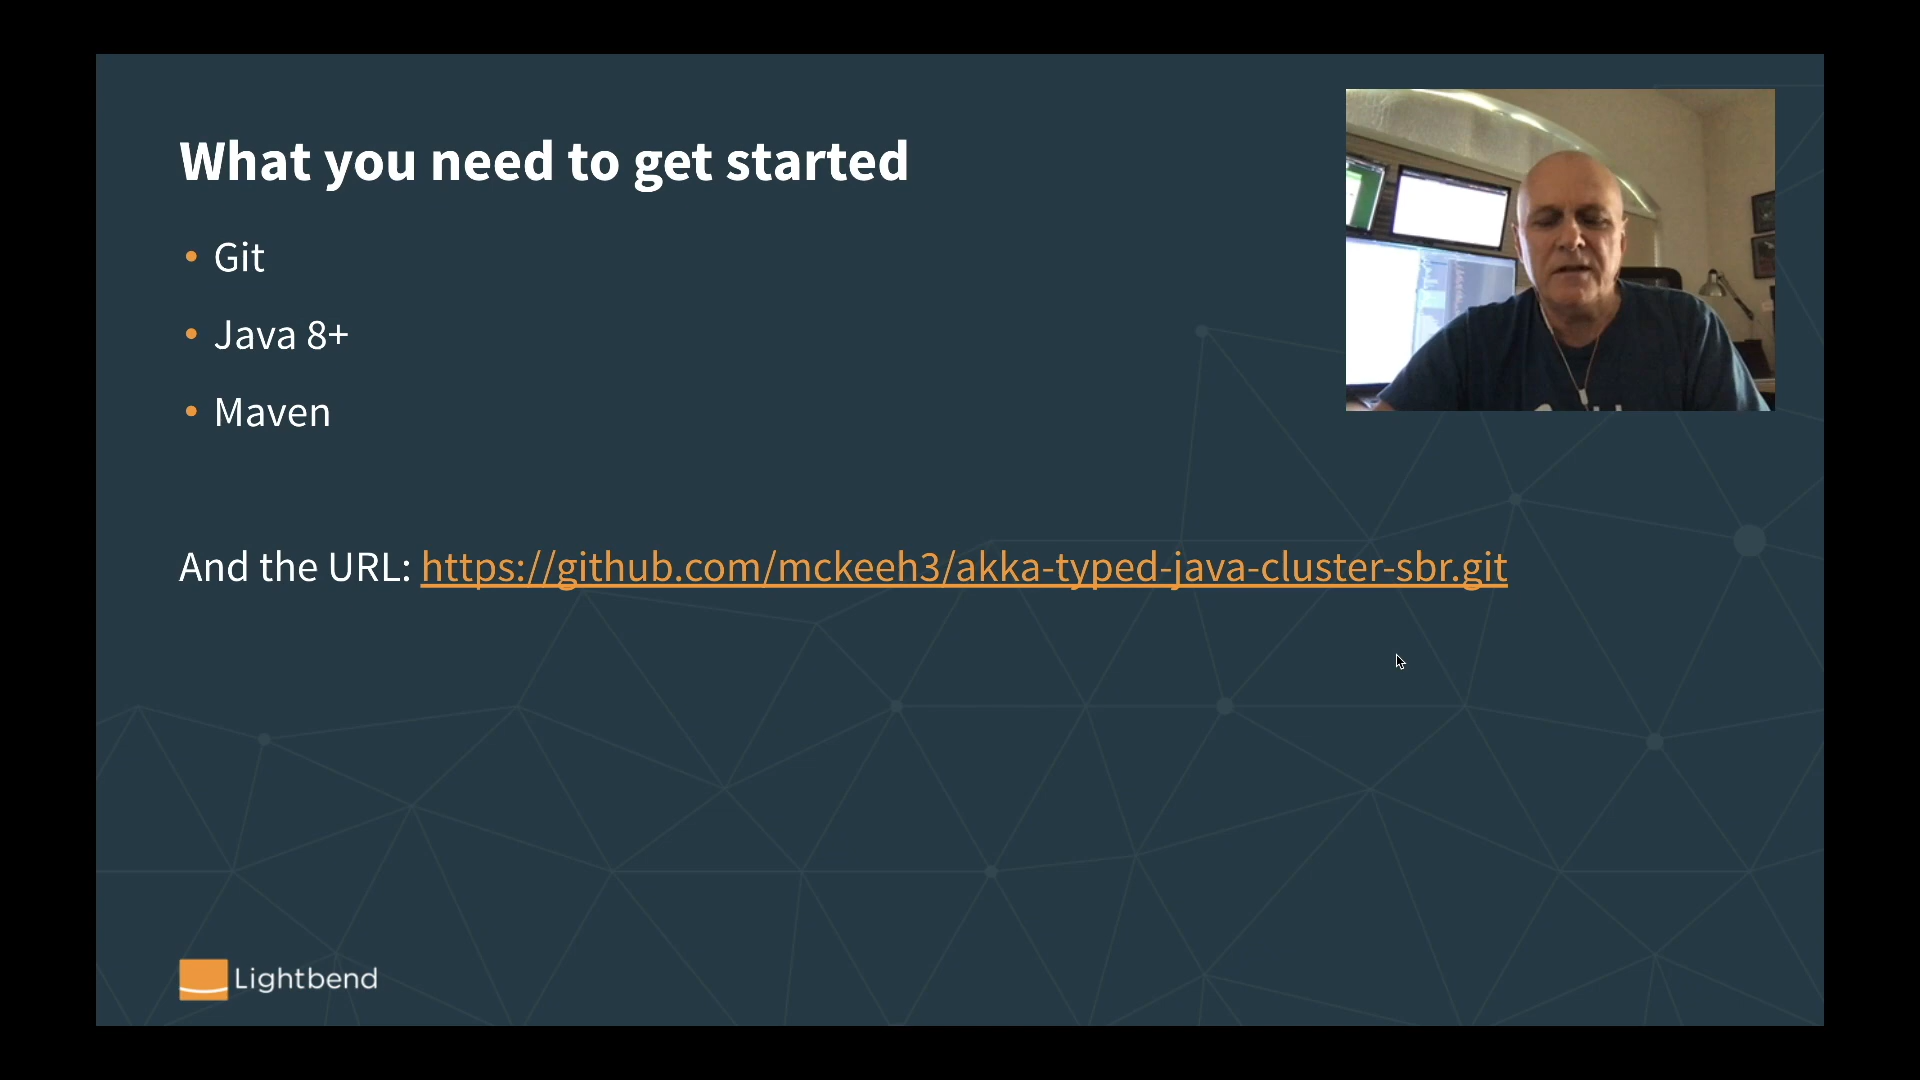 What you need to get started
• Git
• Java 8+
• Maven
And the URL: https://github.com/mckeeh3/akka-typed-java-cluster-sbr.git
Lightbend